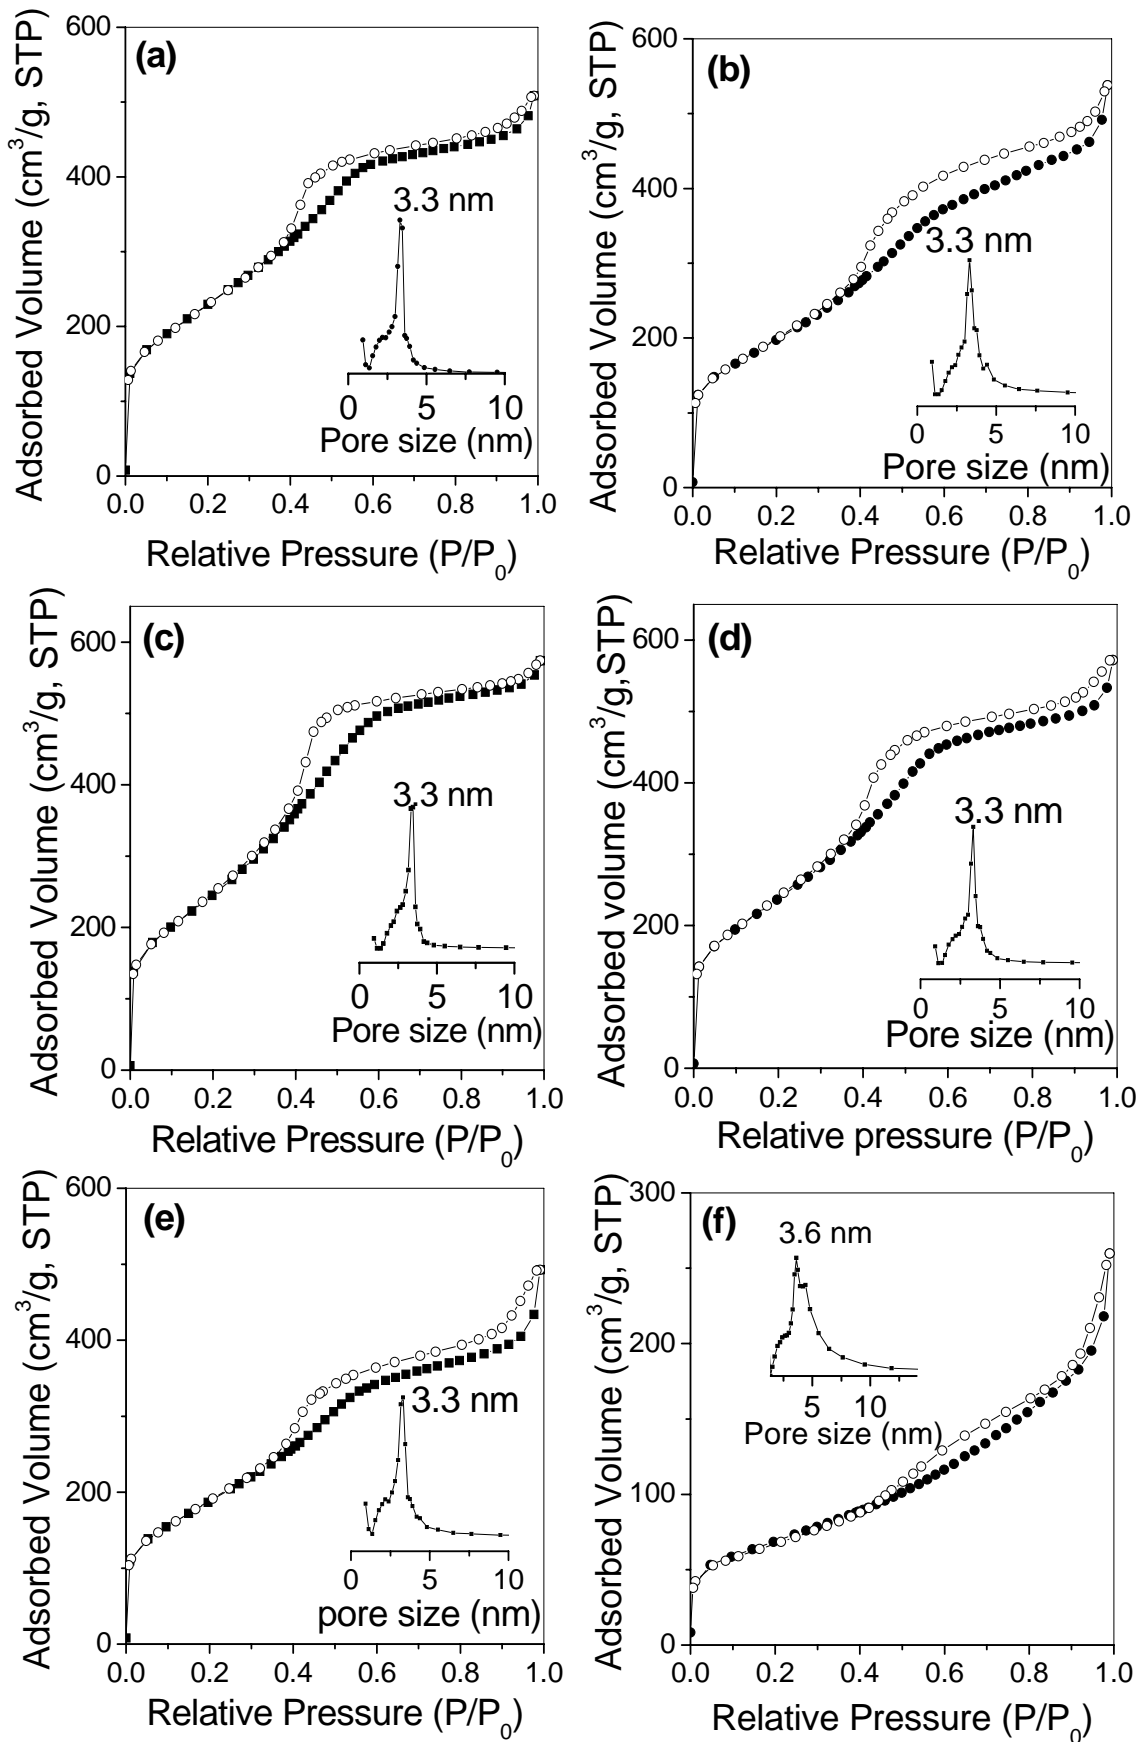 (a)
Adsorbed Volume (cm³/g, STP)
600
400
200
0
3.3 nm
0 5 10
Pore size (nm)
0.0 0.2 0.4 0.6 0.8 1.0
Relative Pressure (P/P₀)
(b)
Adsorbed Volume (cm³/g, STP)
600
400
200
0
3.3 nm
0 5 10
Pore size (nm)
0.0 0.2 0.4 0.6 0.8 1.0
Relative Pressure (P/P₀)
(c)
Adsorbed Volume (cm³/g, STP)
600
400
200
0
3.3 nm
0 5 10
Pore size (nm)
0.0 0.2 0.4 0.6 0.8 1.0
Relative Pressure (P/P₀)
(d)
Adsorbed volume (cm³/g,STP)
600
400
200
0
3.3 nm
0 5 10
Pore size (nm)
0.0 0.2 0.4 0.6 0.8 1.0
Relative pressure (P/P₀)
(e)
Adsorbed Volume (cm³/g, STP)
600
400
200
0
3.3 nm
0 5 10
pore size (nm)
0.0 0.2 0.4 0.6 0.8 1.0
Relative Pressure (P/P₀)
(f)
Adsorbed Volume (cm³/g, STP)
300
200
100
0
3.6 nm
5 10
Pore size (nm)
0.0 0.2 0.4 0.6 0.8 1.0
Relative Pressure (P/P₀)